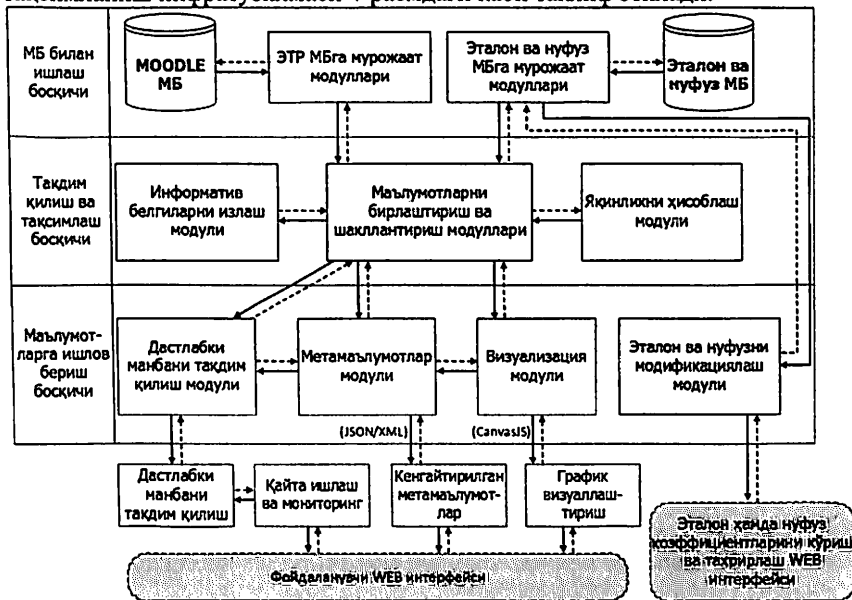 МБ билан
ишлаш
босқичи
MOODLE
МБ
ЭТР МБга мурожаат
модуллари
Эталон ва нуфуз
МБга мурожаат
модуллари
Эталон ва
нуфуз МБ
Тақдим
қилиш ва
тақсимлаш
босқичи
Информатив
белгиларни излаш
модули
Маълумотларни
бирлаштириш ва
шакллантириш модуллари
Яқинликни ҳисоблаш
модули
Маълумот-
ларга ишлов
бериш
босқичи
Дастлабки
манбани тақдим
қилиш модули
Метамаълумотлар
модули
Визуализация
модули
Эталон ва нуфузни
модификациялаш
модули
(JSON/XML)
(CanvasJS)
Дастлабки
манбани
тақдим қилиш
Қайта ишлаш
ва мониторинг
Кенгайтирилган
метамаълумот-
лар
График
визуаллаш-
тириш
Эталон ҳамда нуфуз
коэффициентларини кўриш
ва таҳрирлаш WEB
интерфейси
Фойдаланувчи WEB интерфейси